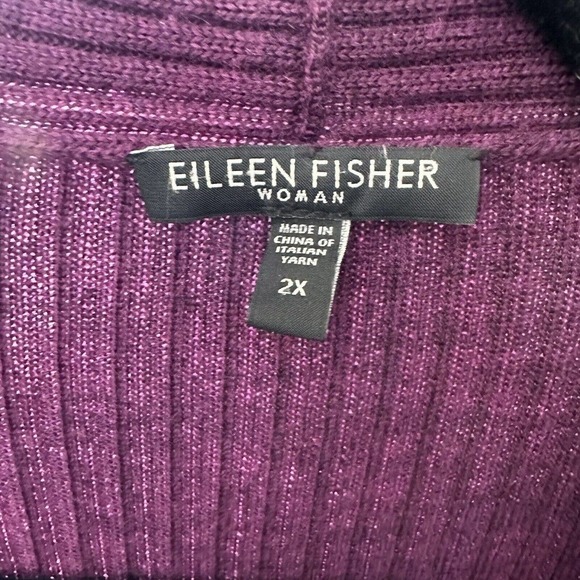 EILEEN FISHER
WOMAN
MADE IN
CHINA OF
ITALIAN
YARN
2X